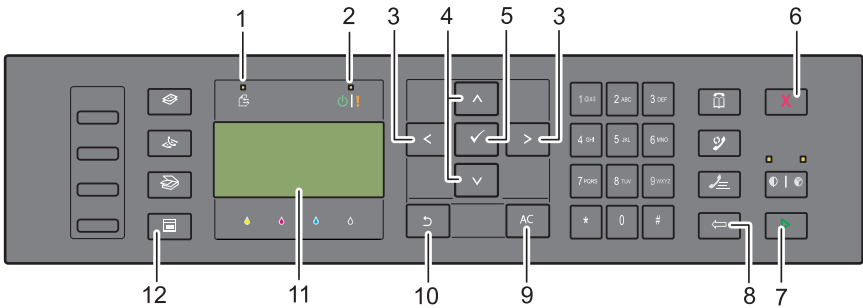 1 2 3 4 5 3 6
1 @:./ 2 ABC 3 DEF
4 GHI 5 JKL 6 MNO
7 PQRS 8 TUV 9 WXYZ
* 0 #
X
!
AC
12 11 10 9 8 7